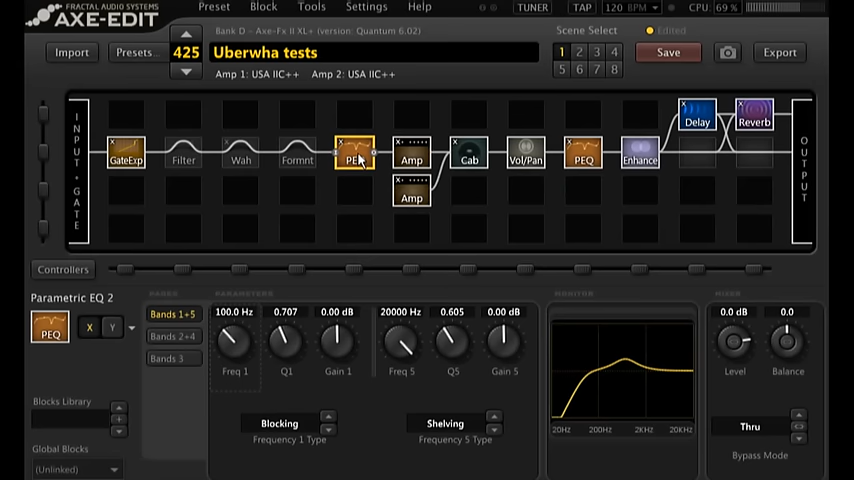 FRACTAL AUDIO SYSTEMS
AXE-EDIT
Preset Block Tools Settings Help
TUNER
TAP
120 BPM
CPU: 69 %
Bank D - Axe-Fx II XL+ (version: Quantum 6.02)
Scene Select
Edited
Import
Presets...
425
Uberwha tests
1 2 3 4
5 6 7 8
Save
Export
Amp 1: USA IIC++ Amp 2: USA IIC++
INPUT • GATE
X
GateExp
Filter
Wah
Formnt
PEQ
X
Amp
X
Amp
X
Cab
Vol/Pan
X
PEQ
Enhance
X
Delay
X
Reverb
OUTPUT
Controllers
Parametric EQ 2
PEQ
X Y
Blocks Library
Global Blocks
(Unlinked)
PAGES
Bands 1+5
Bands 2+4
Bands 3
PARAMETERS
100.0 Hz 0.707 0.00 dB 20000 Hz 0.605 0.00 dB
Freq 1 Q1 Gain 1 Freq 5 Q5 Gain 5
Blocking
Frequency 1 Type
Shelving
Frequency 5 Type
MONITOR
20Hz 200Hz 2KHz 20KHz
MIXER
0.0 dB 0.0
Level Balance
Thru
Bypass Mode